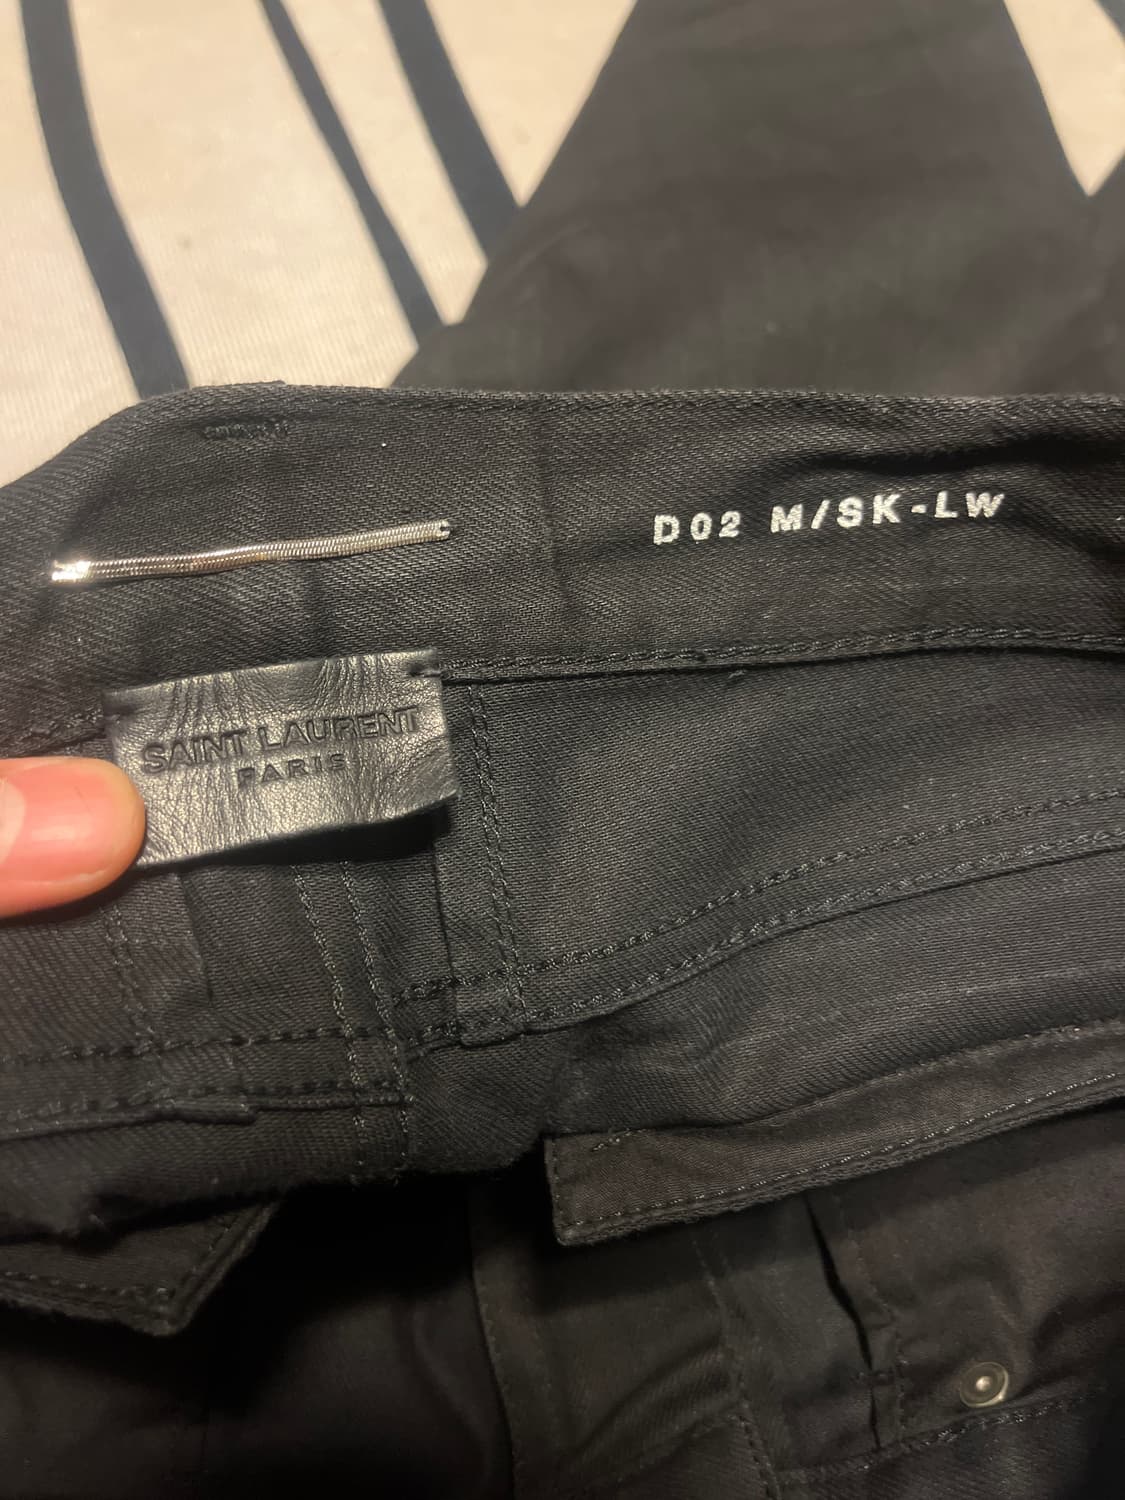 D02 M/SK-LW
SAINT LAURENT
PARIS